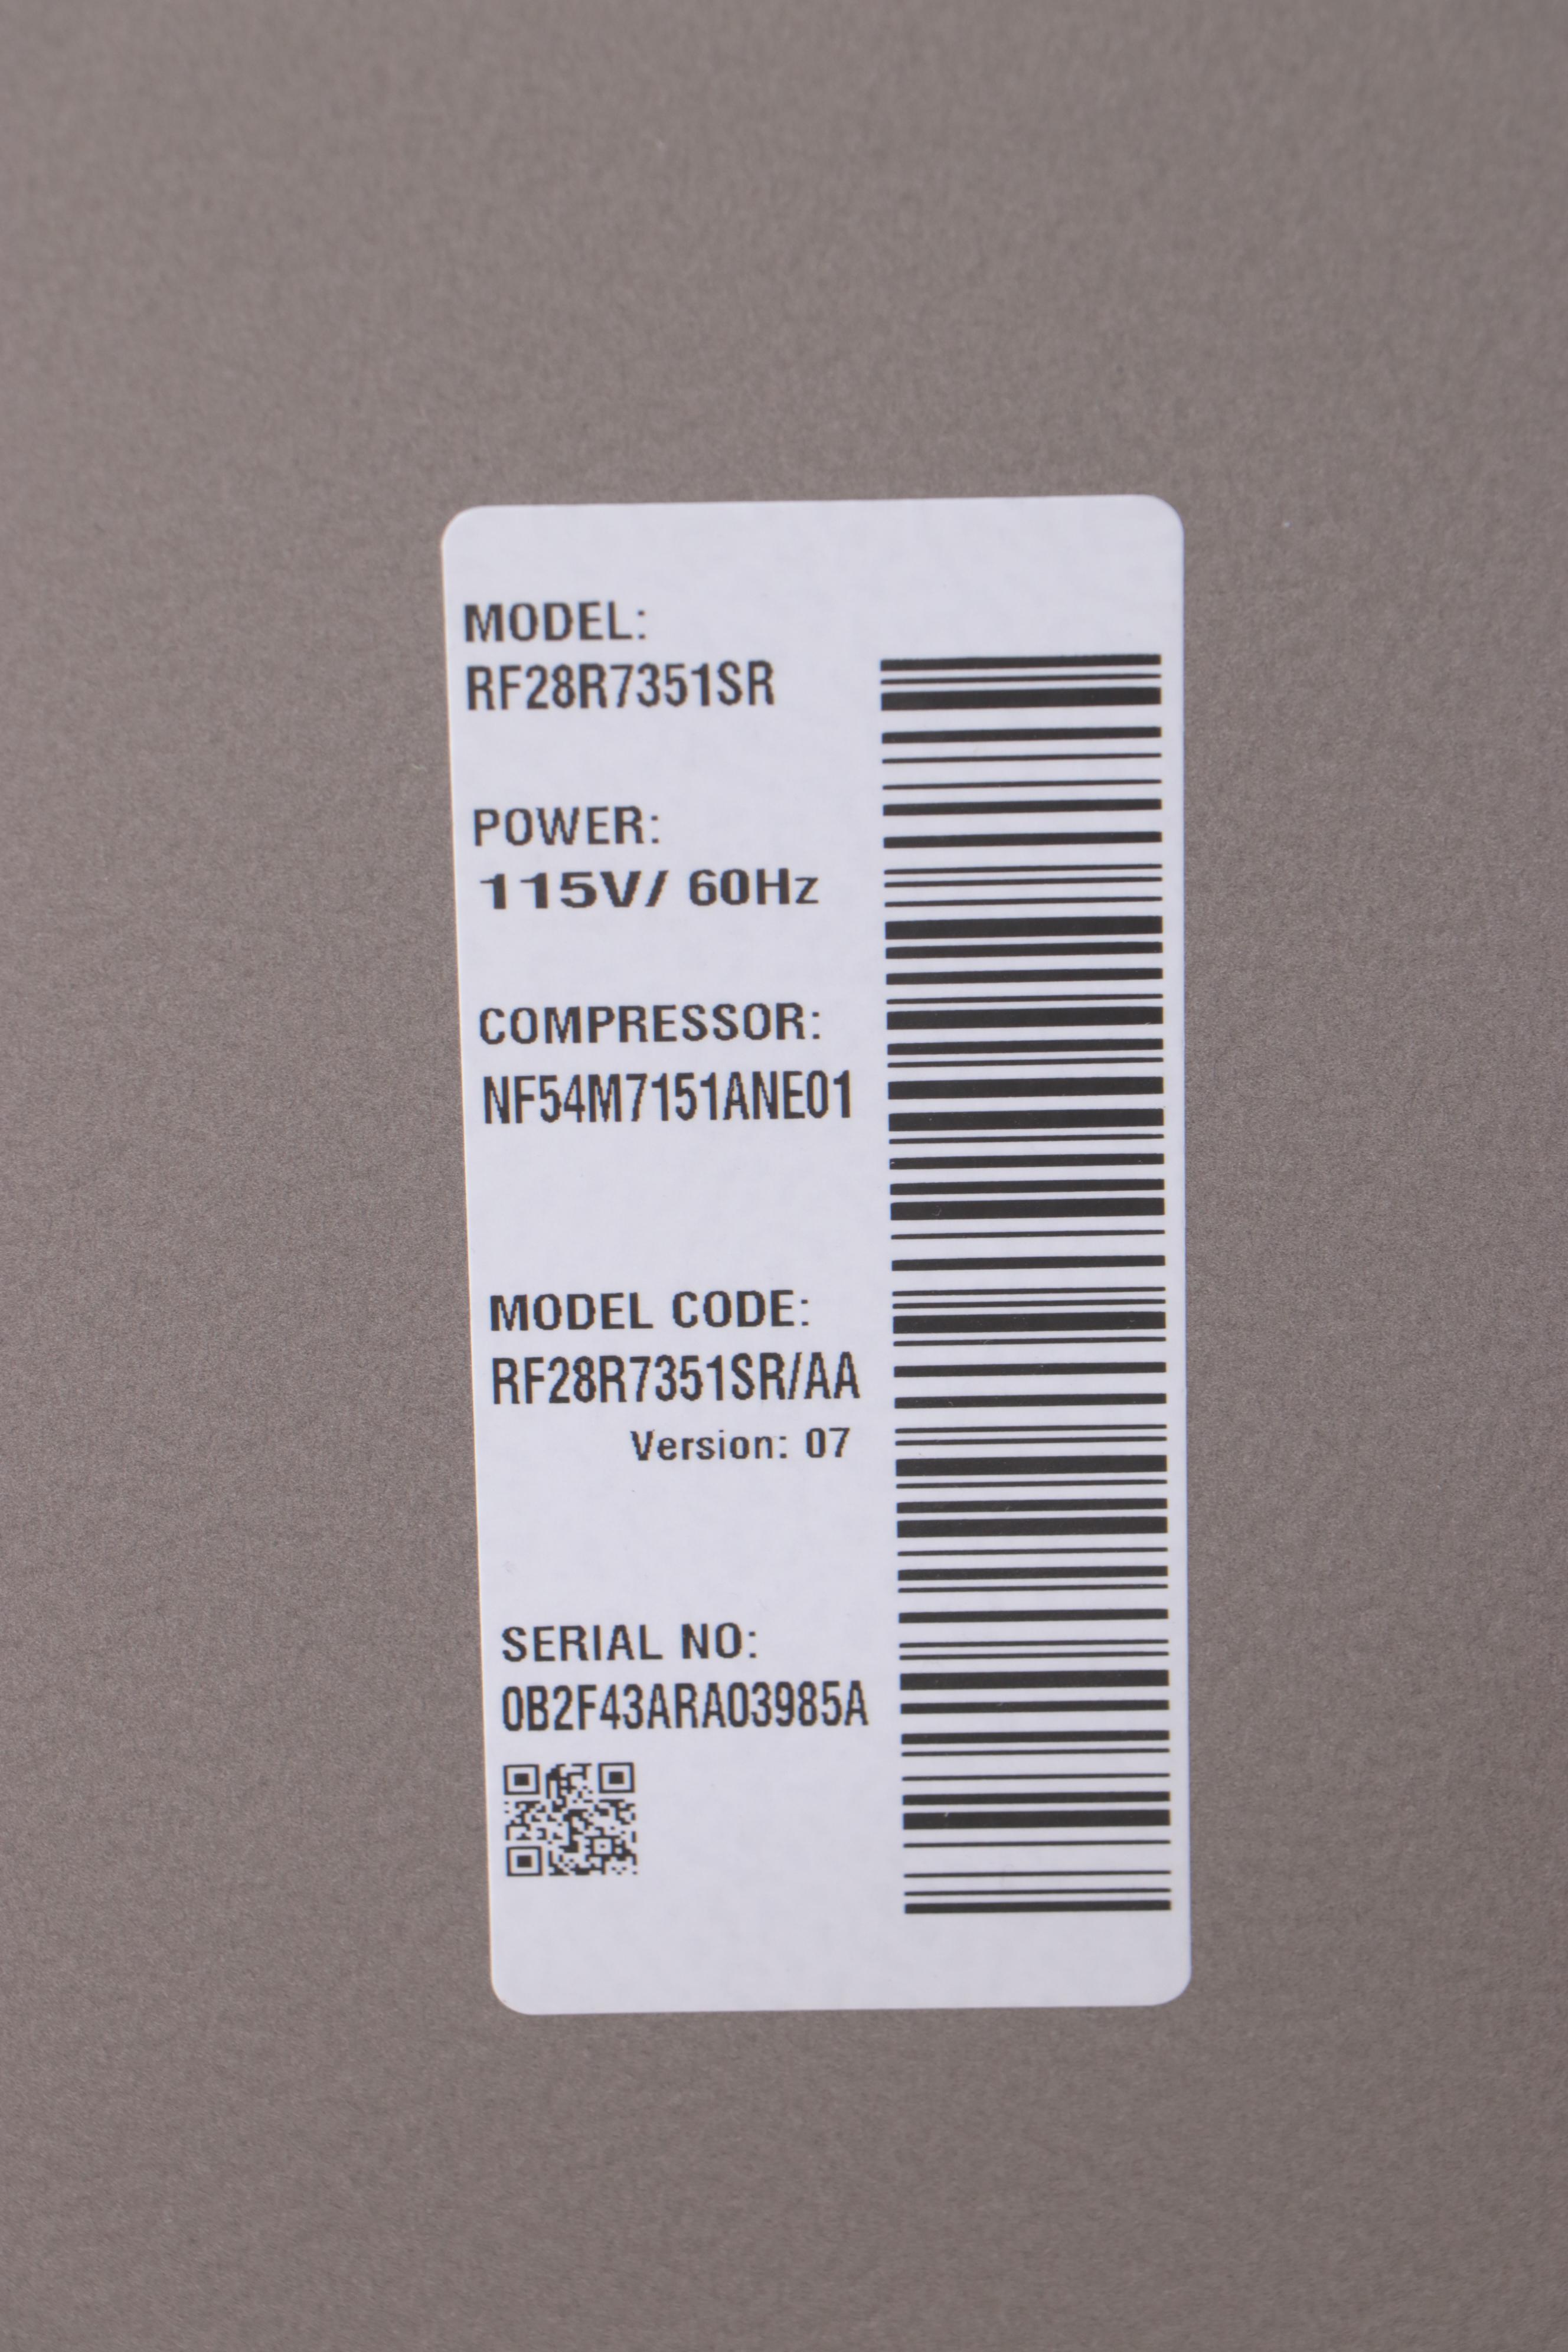 MODEL:
RF28R7351SR
POWER:
115V/ 60Hz
COMPRESSOR:
NF54M7151ANE01
MODEL CODE:
RF28R7351SR/AA
Version: 07
SERIAL NO:
0B2F43ARA03985A